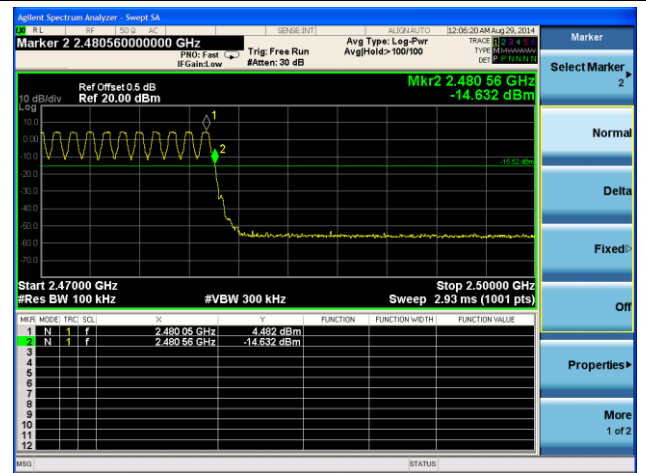 Agilent Spectrum Analyzer - Swept SA
RL RF 50 Ω AC SENSE:INT ALIGNAUTO 12:06:20 AM Aug 29, 2014
Marker 2 2.480560000000 GHz
PNO: Fast
IFGain:Low
Trig: Free Run
#Atten: 30 dB
Avg Type: Log-Pwr
Avg|Hold:> 100/100
TRACE 1 2 3 4 5 6
TYPE
DET P P N N N N
Mkr2 2.480 56 GHz
-14.632 dBm
Ref Offset 0.5 dB
10 dB/div Ref 20.00 dBm
Log
10.0
0.00
-10.0
-20.0
-30.0
-40.0
-50.0
-60.0
-70.0
1
2
-15.52 dBm
Start 2.47000 GHz Stop 2.50000 GHz
#Res BW 100 kHz #VBW 300 kHz Sweep 2.93 ms (1001 pts)
MKR MODE TRC SCL X Y FUNCTION FUNCTION WIDTH FUNCTION VALUE
1 N 1 f 2.480 05 GHz 4.482 dBm
2 N 1 f 2.480 56 GHz -14.632 dBm
3
4
5
6
7
8
9
10
11
12
MSG STATUS
Marker
Select Marker
2
Normal
Delta
Fixed
Off
Properties
More
1 of 2